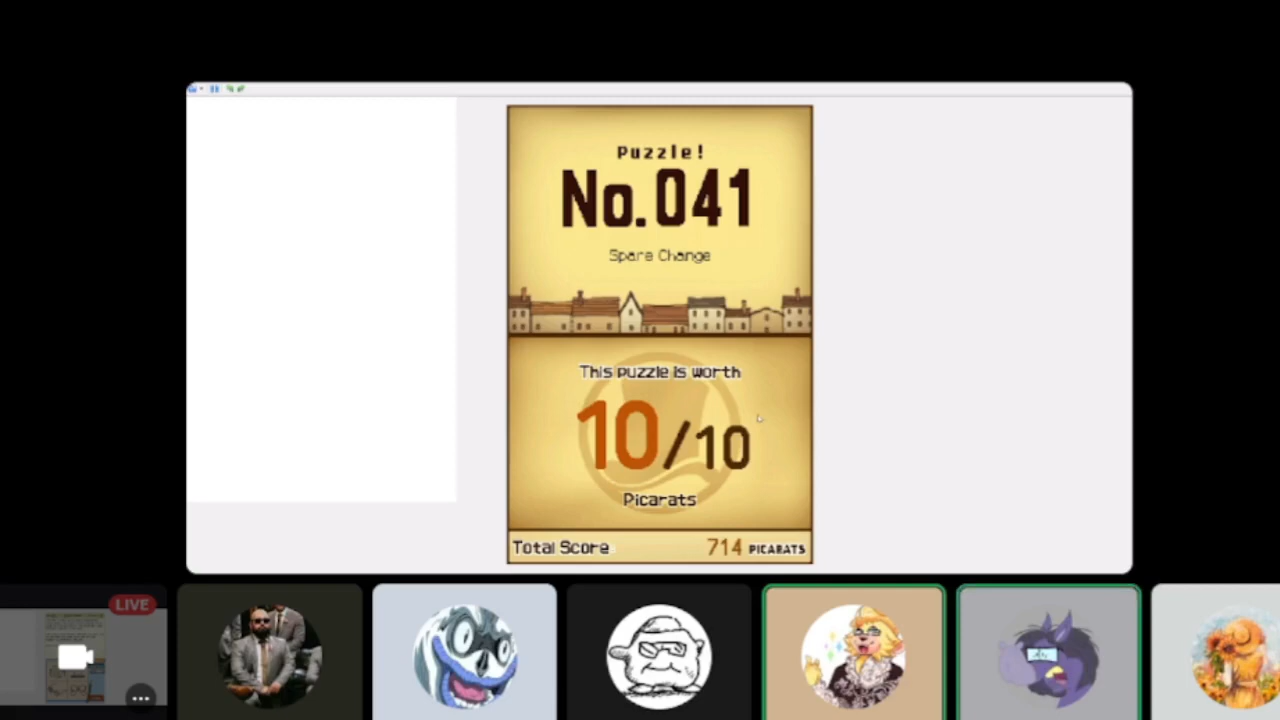 Puzzle!
No.041
Spare Change
This puzzle is worth
10/10
Picarats
Total Score 714 PICARATS
LIVE